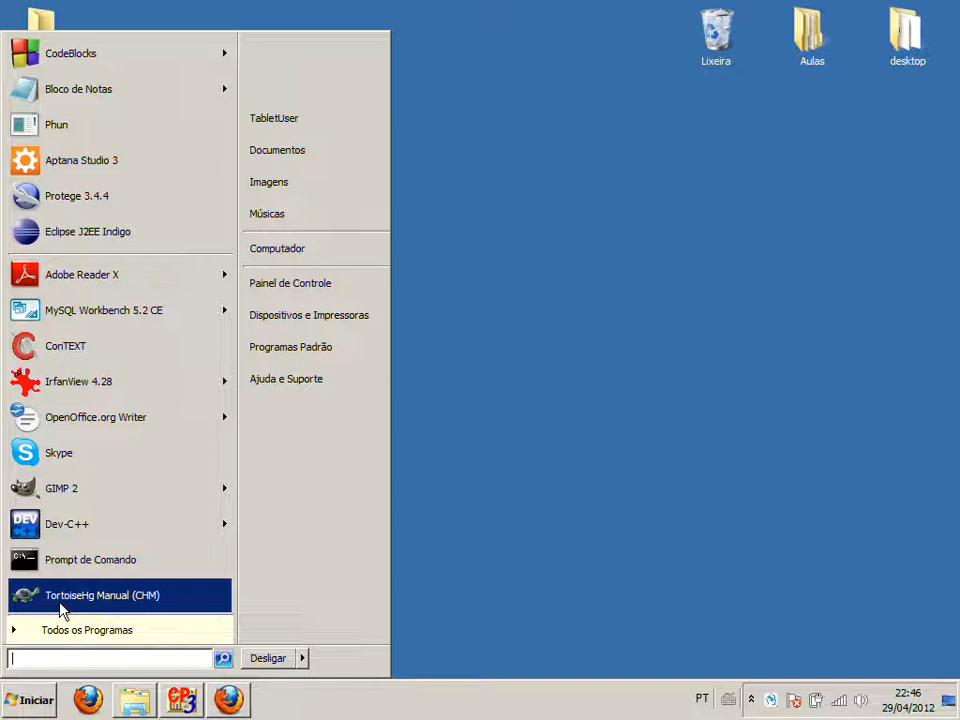 CodeBlocks
Bloco de Notas
Phun
Aptana Studio 3
Protege 3.4.4
Eclipse J2EE Indigo
Adobe Reader X
MySQL Workbench 5.2 CE
ConTEXT
IrfanView 4.28
OpenOffice.org Writer
Skype
GIMP 2
DEV
Dev-C++
C:\
Prompt de Comando
TortoiseHg Manual (CHM)
Todos os Programas
TabletUser
Documentos
Imagens
Músicas
Computador
Painel de Controle
Dispositivos e Impressoras
Programas Padrão
Ajuda e Suporte
Desligar
Lixeira
Aulas
desktop
Iniciar
PT
22:46
29/04/2012